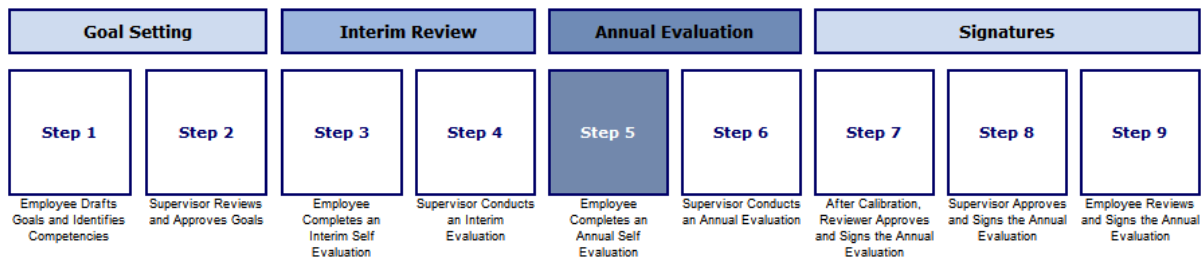 Goal Setting
Interim Review
Annual Evaluation
Signatures
Step 1
Step 2
Step 3
Step 4
Step 5
Step 6
Step 7
Step 8
Step 9
Employee Drafts
Goals and Identifies
Competencies
Supervisor Reviews
and Approves Goals
Employee
Completes an
Interim Self
Evaluation
Supervisor Conducts
an Interim
Evaluation
Employee
Completes an
Annual Self
Evaluation
Supervisor Conducts
an Annual Evaluation
After Calibration,
Reviewer Approves
and Signs the Annual
Evaluation
Supervisor Approves
and Signs the Annual
Evaluation
Employee Reviews
and Signs the Annual
Evaluation